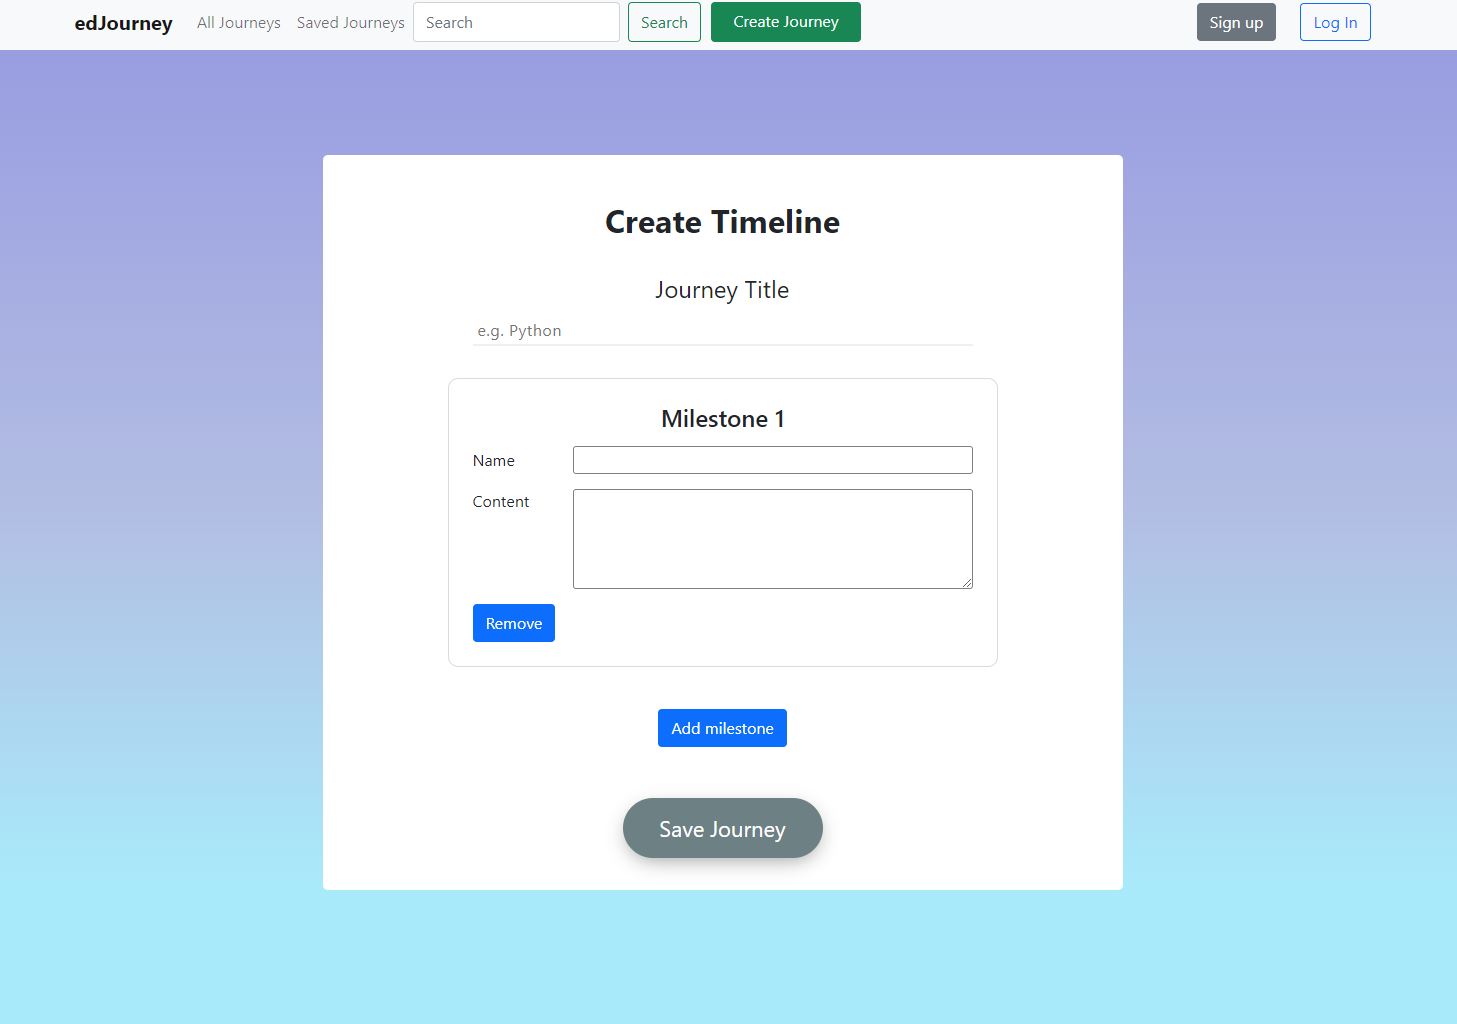 edJourney All Journeys Saved Journeys Search Search Create Journey Sign up Log In
Create Timeline
Journey Title
e.g. Python
Milestone 1
Name
Content
Remove
Add milestone
Save Journey